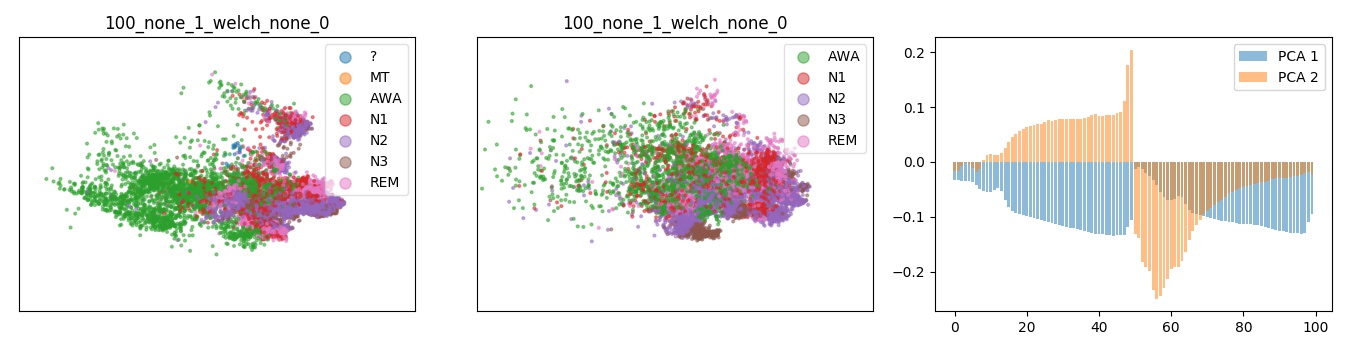 100_none_1_welch_none_0
?
MT
AWA
N1
N2
N3
REM
100_none_1_welch_none_0
AWA
N1
N2
N3
REM
PCA 1
PCA 2
0.2
0.1
0.0
−0.1
−0.2
0 20 40 60 80 100